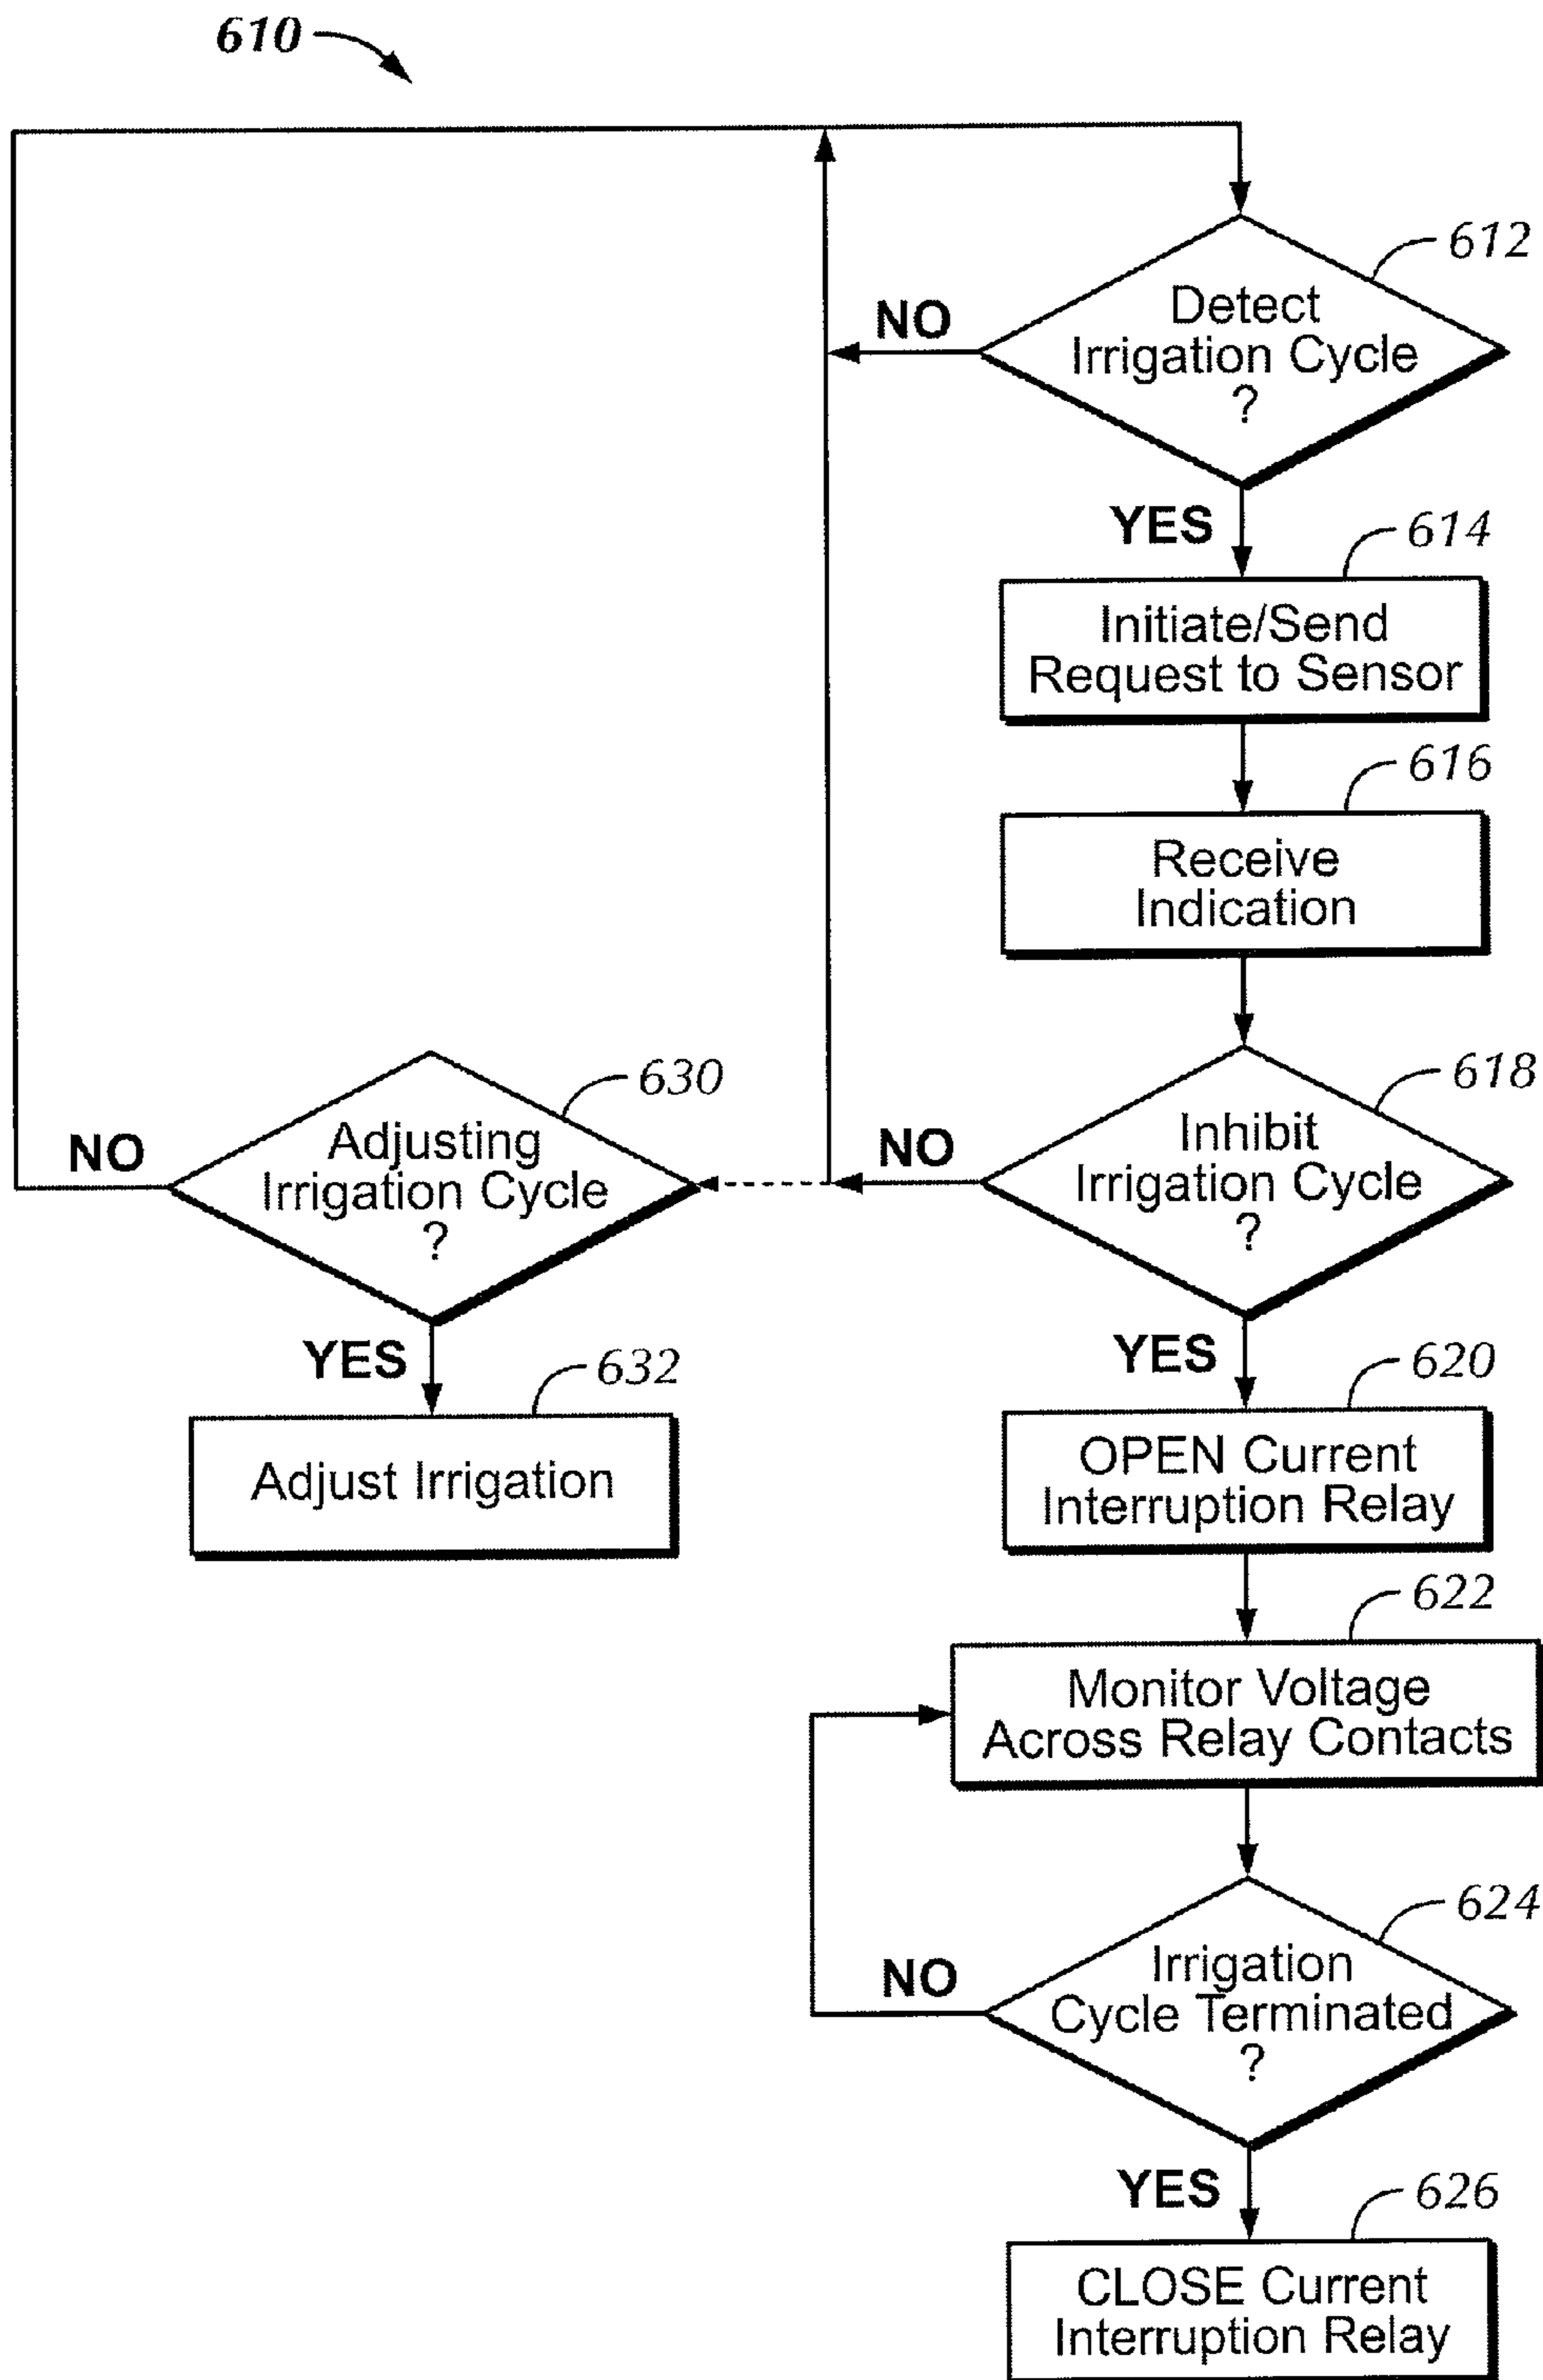 610
612
Detect
Irrigation Cycle
?
NO
YES
614
Initiate/Send
Request to Sensor
616
Receive
Indication
618
Inhibit
Irrigation Cycle
?
NO
630
Adjusting
Irrigation Cycle
?
NO
YES
632
Adjust Irrigation
YES
620
OPEN Current
Interruption Relay
622
Monitor Voltage
Across Relay Contacts
624
Irrigation
Cycle Terminated
?
NO
YES
626
CLOSE Current
Interruption Relay